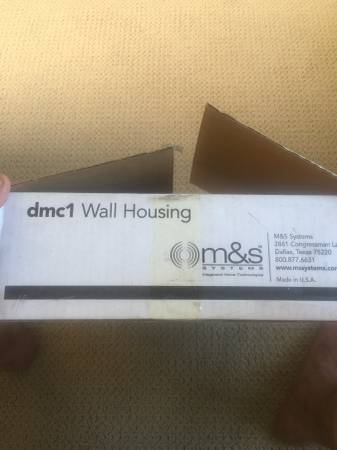 dmc1 Wall Housing
m&s
SYSTEMS
Integrated Home Technologies
M&S Systems
2861 Congressman La
Dallas, Texas 75220
800.877.6631
www.mssystems.com
Made in U.S.A.